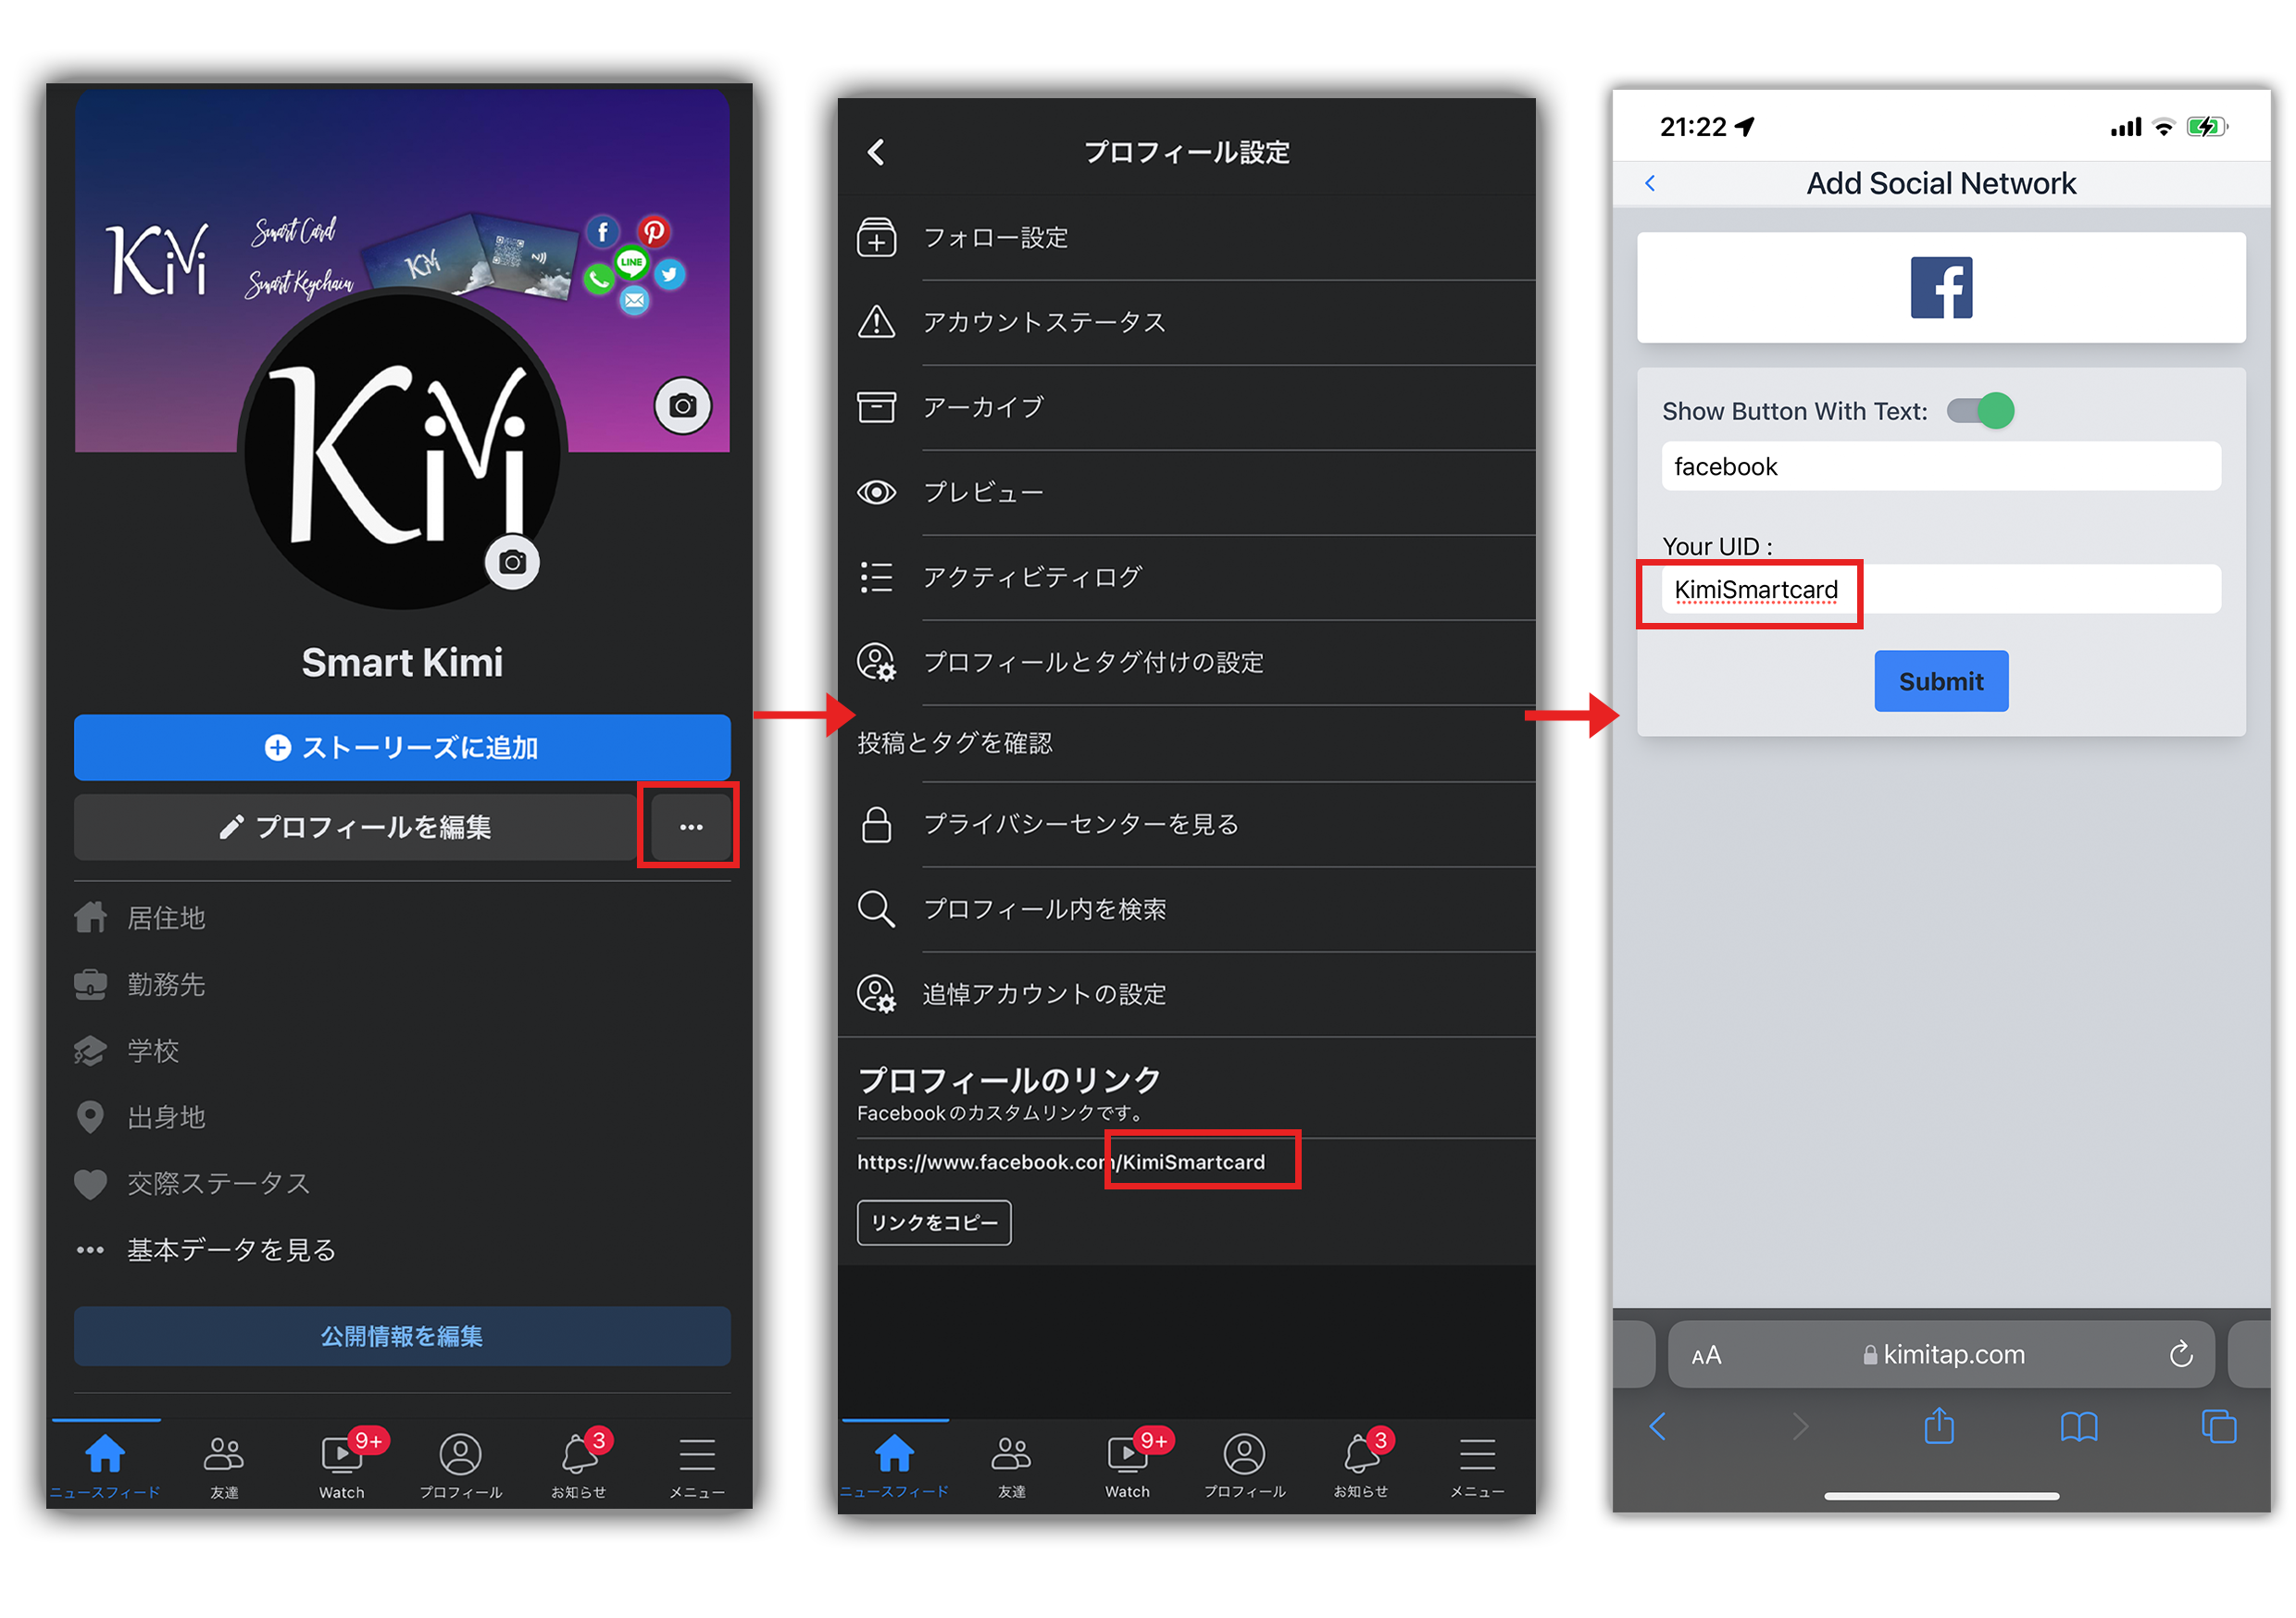 KiMi
Smart Card
Smart Keychain
KiMi
LINE
KiMi
Smart Kimi
ストーリーズに追加
プロフィールを編集
居住地
勤務先
学校
出身地
交際ステータス
基本データを見る
公開情報を編集
9+
3
ニュースフィード
友達
Watch
プロフィール
お知らせ
メニュー
プロフィール設定
フォロー設定
アカウントステータス
アーカイブ
プレビュー
アクティビティログ
プロフィールとタグ付けの設定
投稿とタグを確認
プライバシーセンターを見る
プロフィール内を検索
追悼アカウントの設定
プロフィールのリンク
Facebookのカスタムリンクです。
https://www.facebook.com/KimiSmartcard
リンクをコピー
9+
3
ニュースフィード
友達
Watch
プロフィール
お知らせ
メニュー
21:22
Add Social Network
Show Button With Text:
facebook
Your UID :
KimiSmartcard
Submit
AA
kimitap.com